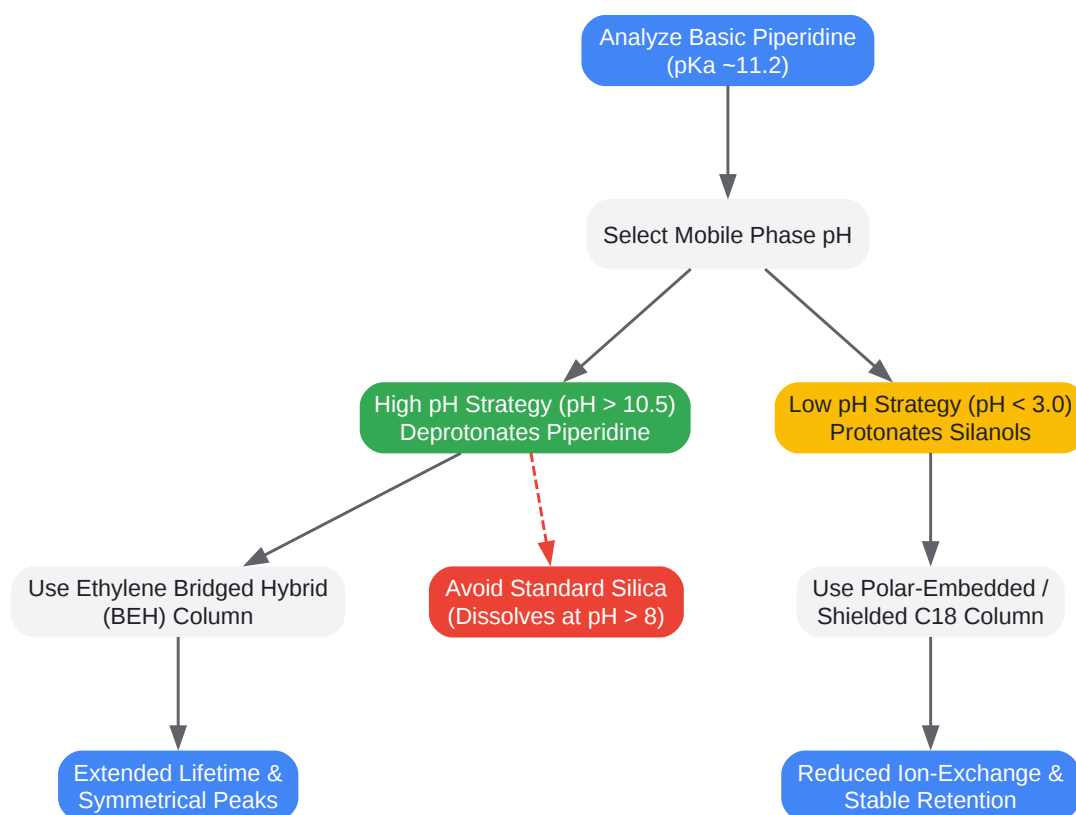 Analyze Basic Piperidine
(pKa ~11.2)
Select Mobile Phase pH
High pH Strategy (pH > 10.5)
Deprotonates Piperidine
Low pH Strategy (pH < 3.0)
Protonates Silanols
Use Ethylene Bridged Hybrid
(BEH) Column
Avoid Standard Silica
(Dissolves at pH > 8)
Use Polar-Embedded /
Shielded C18 Column
Extended Lifetime &
Symmetrical Peaks
Reduced Ion-Exchange &
Stable Retention